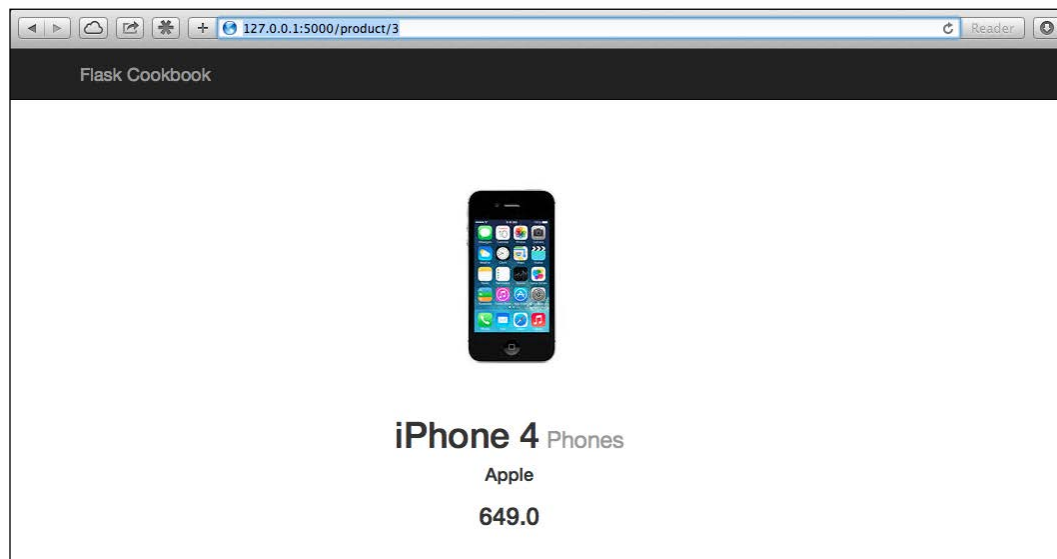 127.0.0.1:5000/product/3
Reader
Flask Cookbook
iPhone 4 Phones
Apple
649.0